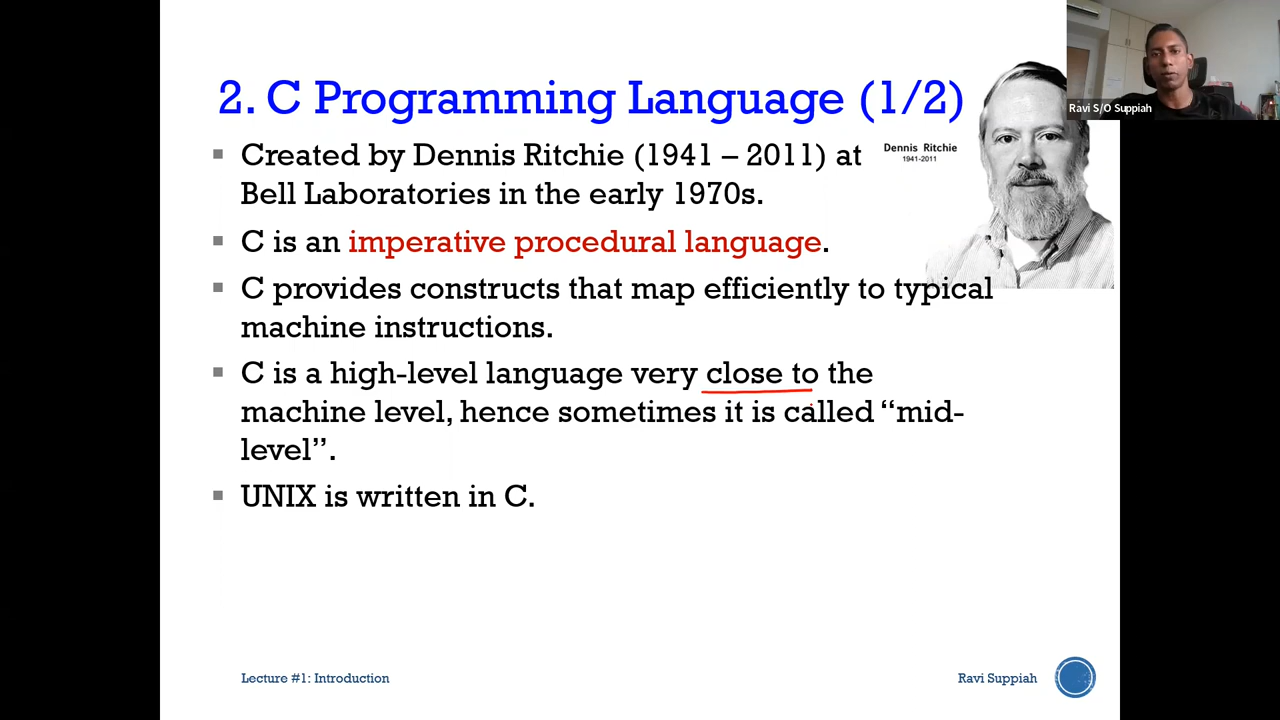 2. C Programming Language (1/2)
Ravi S/O Suppiah
Dennis Ritchie
1941-2011
▪ Created by Dennis Ritchie (1941 – 2011) at
Bell Laboratories in the early 1970s.
▪ C is an imperative procedural language.
▪ C provides constructs that map efficiently to typical
machine instructions.
▪ C is a high-level language very close to the
machine level, hence sometimes it is called “mid-
level”.
▪ UNIX is written in C.
Lecture #1: Introduction
Ravi Suppiah